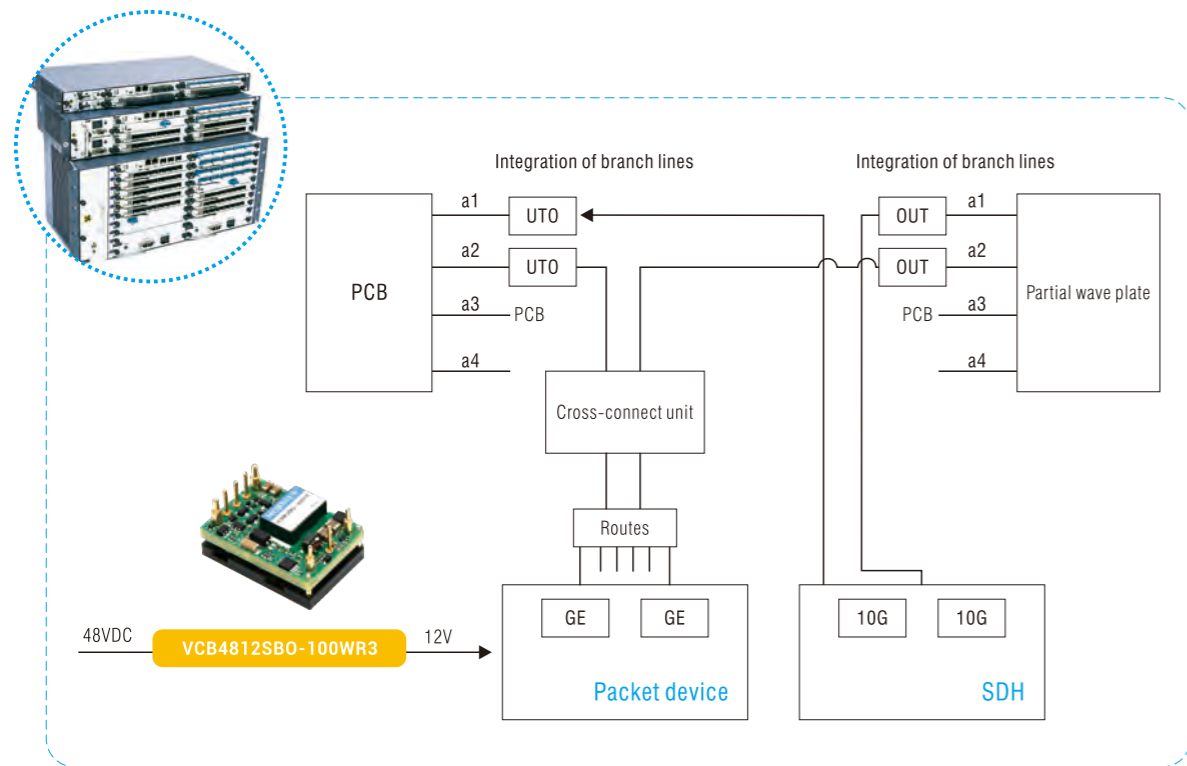 Integration of branch lines
Integration of branch lines
a1
UTO
OUT
a1
a2
UTO
OUT
a2
PCB
Partial wave plate
a3
PCB
PCB
a3
a4
a4
Cross-connect unit
Routes
GE
GE
10G
10G
48VDC
VCB4812SBO-100WR3
12V
Packet device
SDH